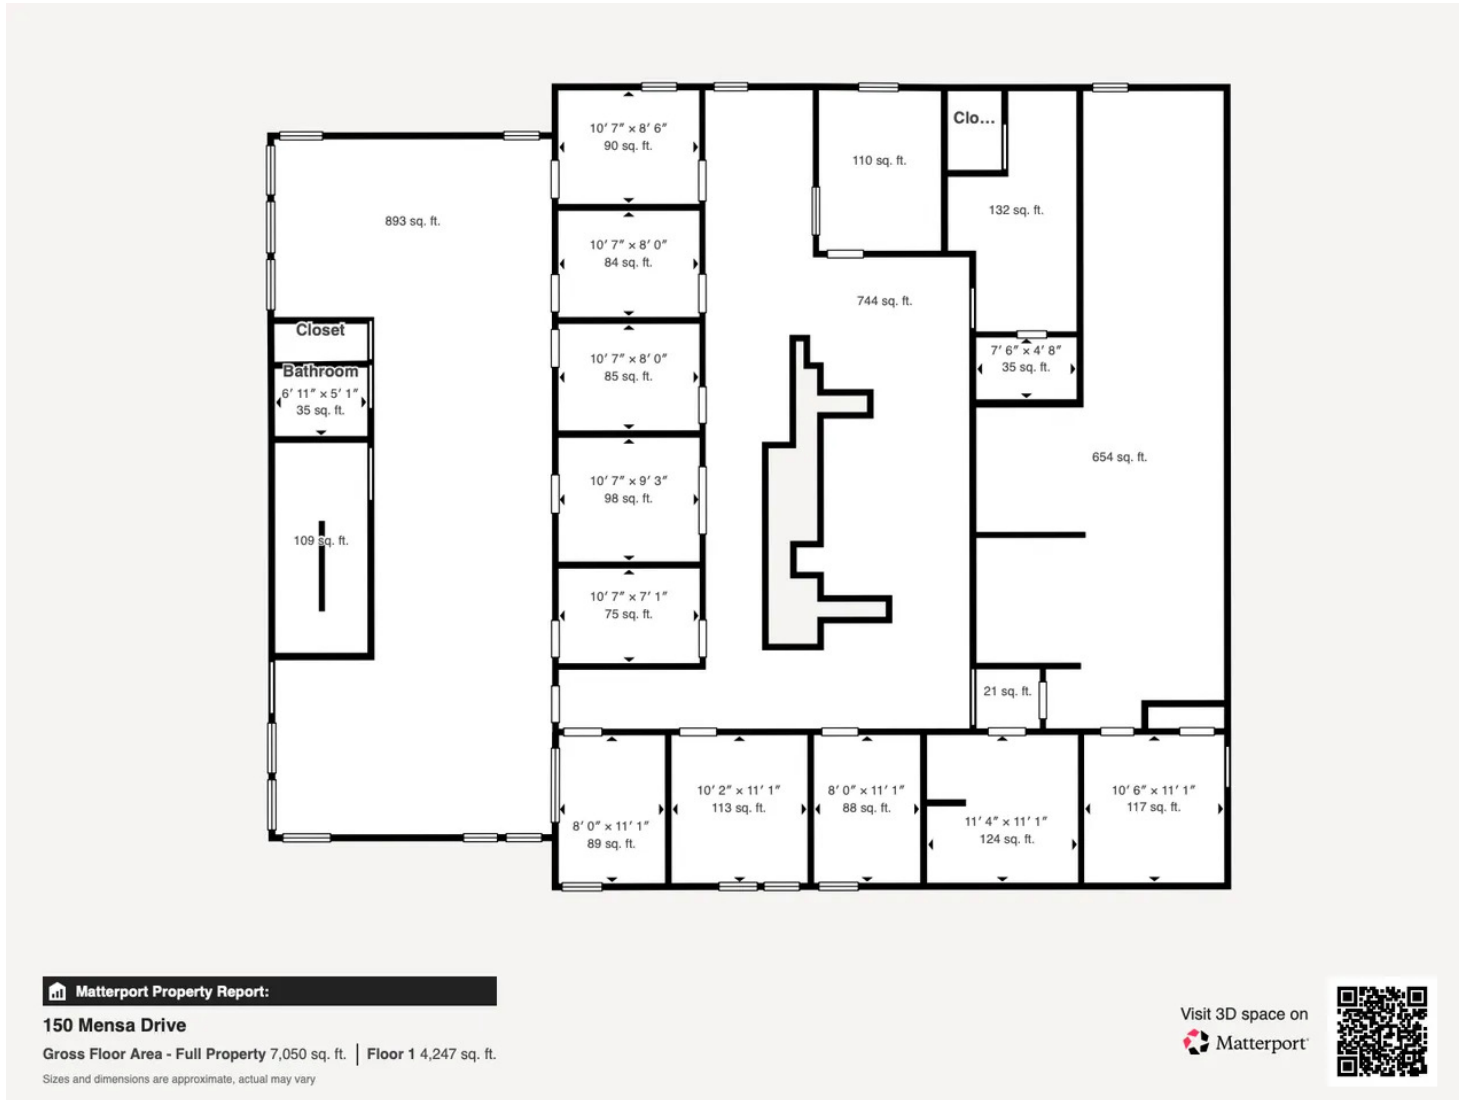 10' 7" × 8' 6"
90 sq. ft.
Clo...
110 sq. ft.
132 sq. ft.
893 sq. ft.
10' 7" × 8' 0"
84 sq. ft.
744 sq. ft.
Closet
10' 7" × 8' 0"
85 sq. ft.
7' 6" × 4' 8"
35 sq. ft.
Bathroom
6' 11" × 5' 1"
35 sq. ft.
654 sq. ft.
10' 7" × 9' 3"
98 sq. ft.
109 sq. ft.
10' 7" × 7' 1"
75 sq. ft.
21 sq. ft.
8' 0" × 11' 1"
89 sq. ft.
10' 2" × 11' 1"
113 sq. ft.
8' 0" × 11' 1"
88 sq. ft.
11' 4" × 11' 1"
124 sq. ft.
10' 6" × 11' 1"
117 sq. ft.
Matterport Property Report:
150 Mensa Drive
Gross Floor Area - Full Property 7,050 sq. ft. | Floor 1 4,247 sq. ft.
Sizes and dimensions are approximate, actual may vary
Visit 3D space on
Matterport